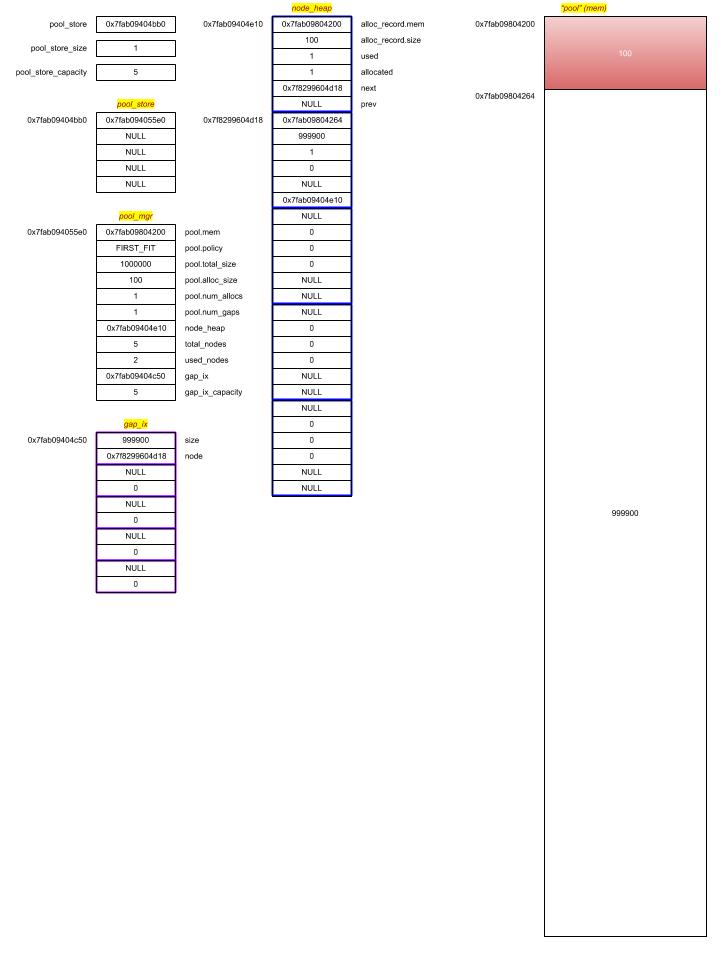 node_heap
"pool" (mem)
pool_store 0x7fab09404bb0
pool_store_size 1
pool_store_capacity 5
pool_store
0x7fab09404bb0 0x7fab094055e0
NULL
NULL
NULL
NULL
pool_mgr
0x7fab094055e0 0x7fab09804200 pool.mem
FIRST_FIT pool.policy
1000000 pool.total_size
100 pool.alloc_size
1 pool.num_allocs
1 pool.num_gaps
0x7fab09404e10 node_heap
5 total_nodes
2 used_nodes
0x7fab09404c50 gap_ix
5 gap_ix_capacity
gap_ix
0x7fab09404c50 999900 size
0x7f8299604d18 node
NULL
0
NULL
0
NULL
0
NULL
0
0x7fab09404e10 0x7fab09804200 alloc_record.mem
100 alloc_record.size
1 used
1 allocated
0x7f8299604d18 next
NULL prev
0x7f8299604d18 0x7fab09804264
999900
1
0
NULL
0x7fab09404e10
NULL
0
0
0
NULL
NULL
NULL
0
0
0
NULL
NULL
NULL
0
0
0
NULL
NULL
0x7fab09804200
100
0x7fab09804264
999900